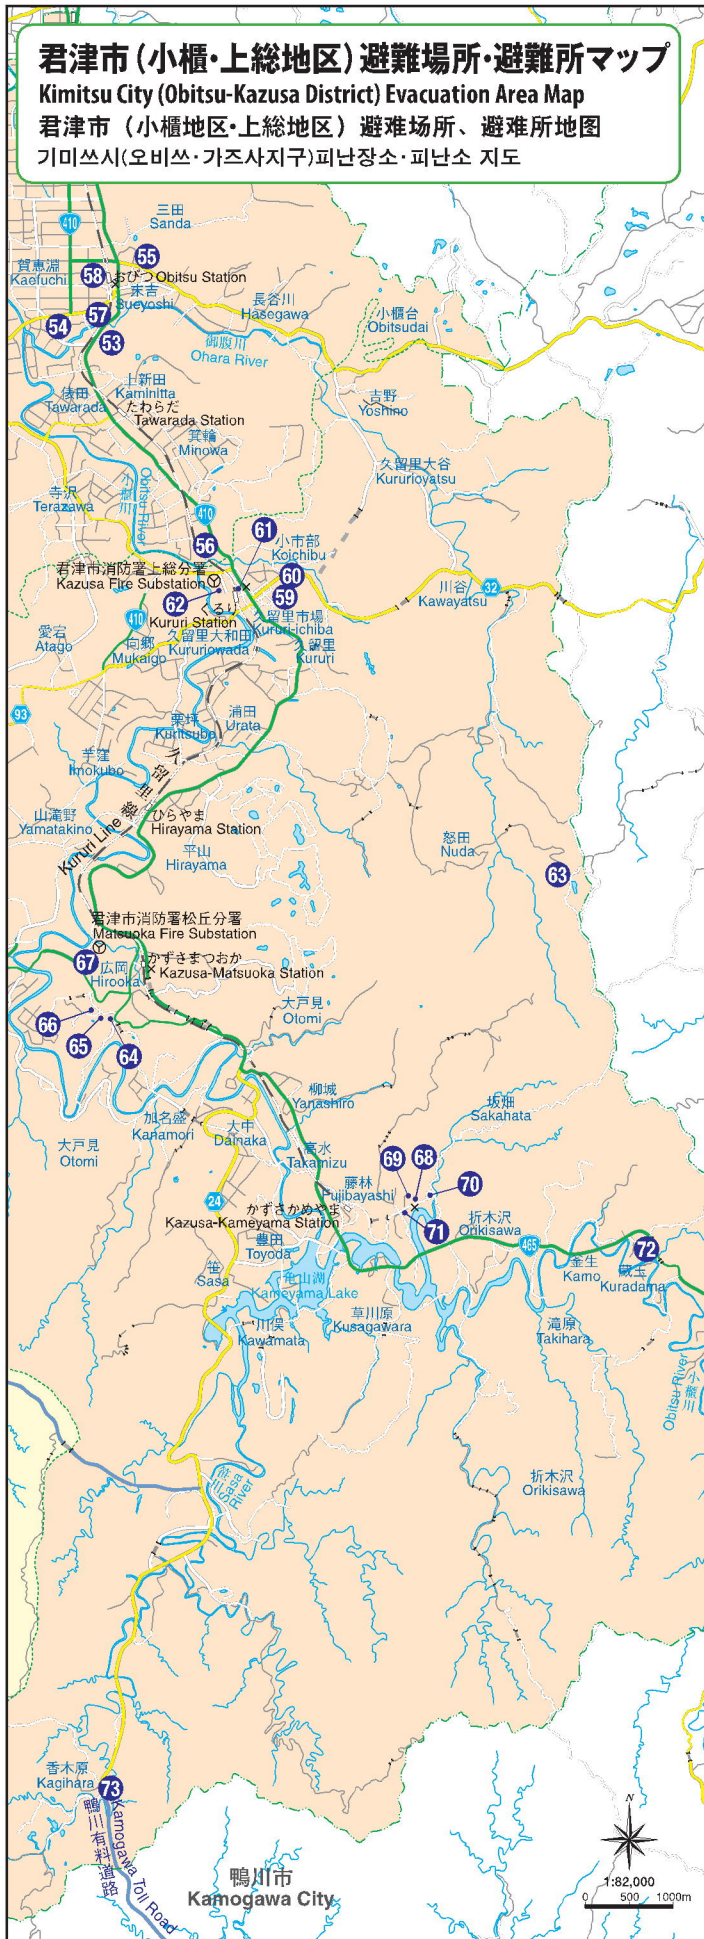 君津市(小櫃・上総地区)避難場所・避難所マップ
Kimitsu City (Obitsu-Kazusa District) Evacuation Area Map
君津市（小櫃地区・上総地区）避难场所、避难所地图
기미쓰시(오비쓰·가즈사지구)피난장소·피난소 지도
410
三田
Sanda
55
賀恵淵
Kaefuchi
58
おびつ Obitsu Station
末吉
Sueyoshi
長谷川
Hasegawa
小櫃台
Obitsudai
57
54
53
御腹川
Ohara River
俵田
Tawarada
上新田
Kaminitta
たわらだ
Tawarada Station
吉野
Yoshino
箕輪
Minowa
久留里大谷
Kururioyatsu
寺沢
Terazawa
小櫃川
Obitsu River
410
61
56
小市部
Koichibu
君津市消防署上総分署
Kazusa Fire Substation
60
59
62
くるり
Kururi Station
川谷
Kawayatsu
32
410
愛宕
Atago
向郷
Mukaigo
久留里大和田
Kururiowada
久留里市場
Kururi-ichiba
久留里
Kururi
93
栗坪
Kuritsubo
浦田
Urata
芋窪
Imokubo
久留里線
Kururi Line
山滝野
Yamatakino
ひらやま
Hirayama Station
平山
Hirayama
怒田
Nuda
63
君津市消防署松丘分署
Matsuoka Fire Substation
67
広岡
Hirooka
かずさまつおか
Kazusa-Matsuoka Station
66
65
64
大戸見
Otomi
柳城
Yanashiro
坂畑
Sakahata
加名盛
Kanamori
大中
Dainaka
大戸見
Otomi
高水
Takamizu
69
68
70
71
藤林
Fujibayashi
24
かずさかめやま
Kazusa-Kameyama Station
折木沢
Orikisawa
465
72
豊田
Toyoda
笹
Sasa
釜生
Kamo
蔵玉
Kuradama
亀山湖
Kameyama Lake
川俣
Kawamata
草川原
Kusagawara
滝原
Takihara
Obitsu River
小櫃川
笹川
Sasa River
折木沢
Orikisawa
香木原
Kagihara
73
鴨川有料道路
Kamogawa Toll Road
鴨川市
Kamogawa City
N
1:82,000
0 500 1000m